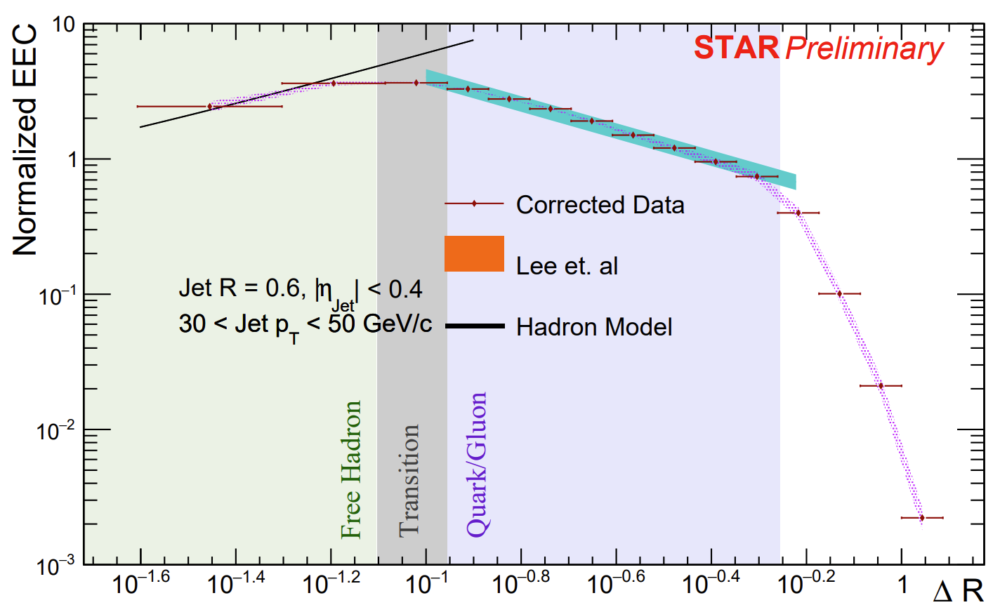 STAR Preliminary
Normalized EEC
10
1
10⁻¹
10⁻²
10⁻³
Corrected Data
Lee et. al
Hadron Model
Jet R = 0.6, |η_Jet| < 0.4
30 < Jet p_T < 50 GeV/c
Free Hadron
Transition
Quark/Gluon
10⁻¹·⁶ 10⁻¹·⁴ 10⁻¹·² 10⁻¹ 10⁻⁰·⁸ 10⁻⁰·⁶ 10⁻⁰·⁴ 10⁻⁰·² 1
Δ R